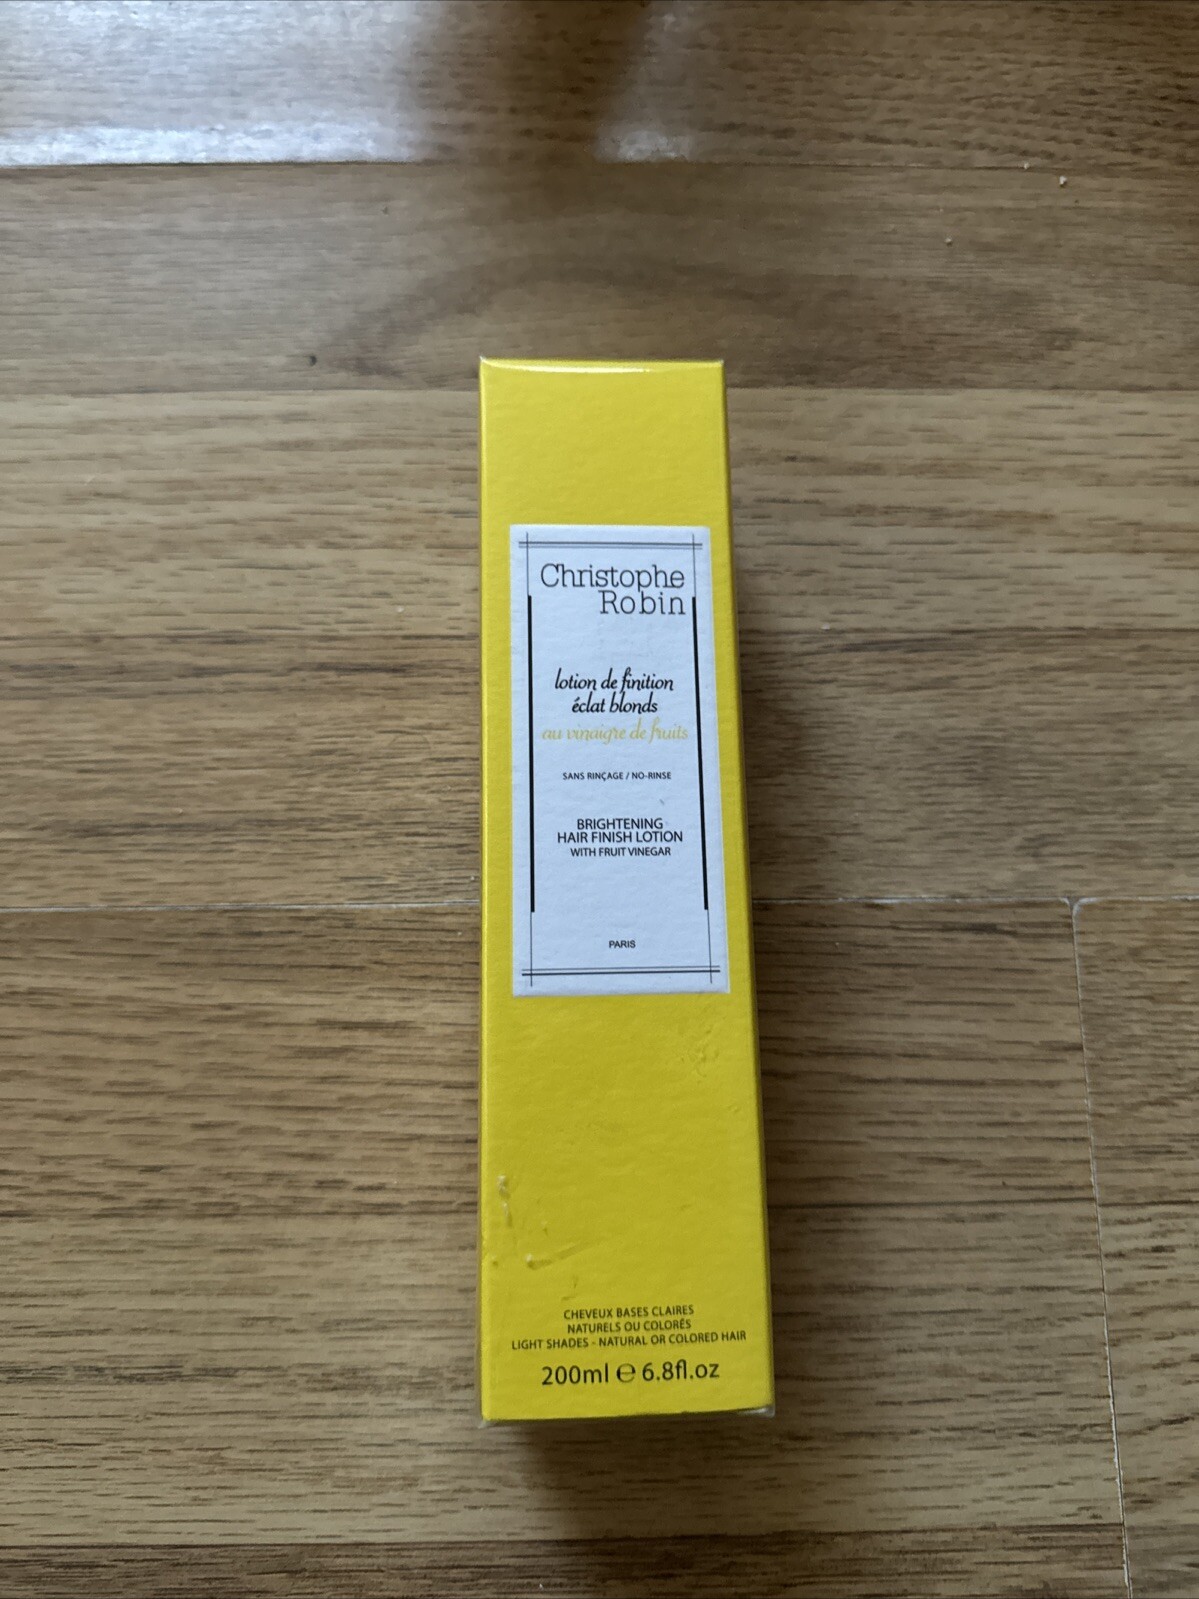 Christophe
Robin
lotion de finition
éclat blonds
au vinaigre de fruits
SANS RINÇAGE / NO-RINSE
BRIGHTENING
HAIR FINISH LOTION
WITH FRUIT VINEGAR
PARIS
CHEVEUX BASES CLAIRES
NATURELS OU COLORÉS
LIGHT SHADES - NATURAL OR COLORED HAIR
200ml ℮ 6.8fl.oz